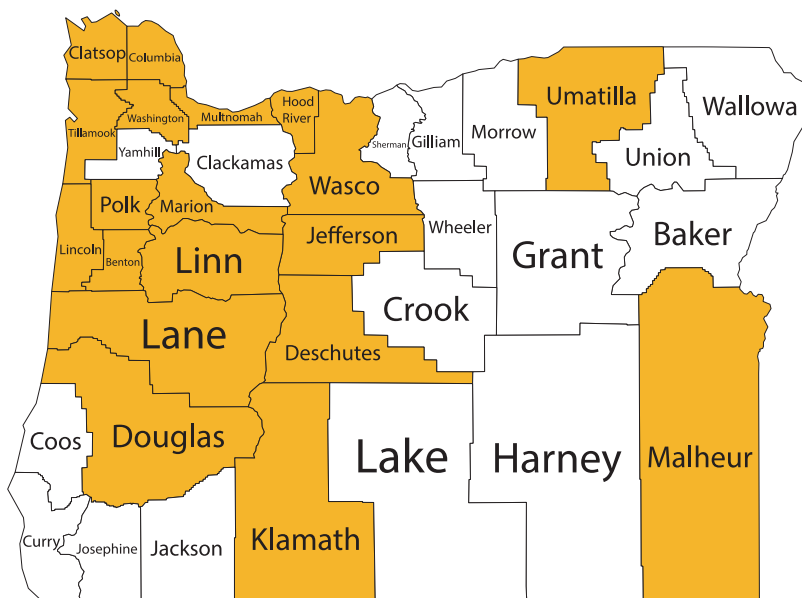 Clatsop
Columbia
Tillamook
Washington
Multnomah
Hood
River
Yamhill
Clackamas
Wasco
Sherman
Gilliam
Morrow
Umatilla
Union
Wallowa
Polk
Marion
Lincoln
Benton
Linn
Jefferson
Wheeler
Grant
Baker
Lane
Deschutes
Crook
Coos
Douglas
Lake
Harney
Malheur
Curry
Josephine
Jackson
Klamath